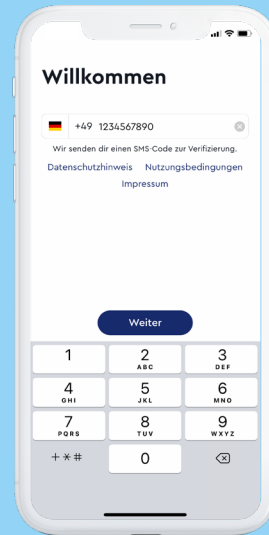 Willkommen
+49 1234567890
Wir senden dir einen SMS-Code zur Verifizierung.
Datenschutzhinweis Nutzungsbedingungen
Impressum
Weiter
1 2 3
ABC DEF
4 5 6
GHI JKL MNO
7 8 9
PQRS TUV WXYZ
+*# 0